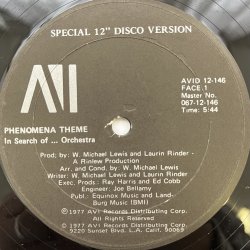 SPECIAL 12" DISCO VERSION
AVI
AVID 12-146
FACE.1
Master No.
067-12-146
Time: 5:44
PHENOMENA THEME
In Search of ... Orchestra
Prod. by: W. Michael Lewis and Laurin Rinder -
A Rinlew Production
Arr. and Cond. by: W. Michael Lewis
Writer: W. Michael Lewis and Laurin Rinder
Exec. Prods: Ray Harris and Ed Cobb
Engineer: Joe Bellamy
Publ: Equinox Music and Land-
Burg Music (BMI)
℗1977 AVI Records Distributing Corp.
©1977 AVI Records Distributing Corp.
9220 Sunset Blvd. L.A. Calif. 90069